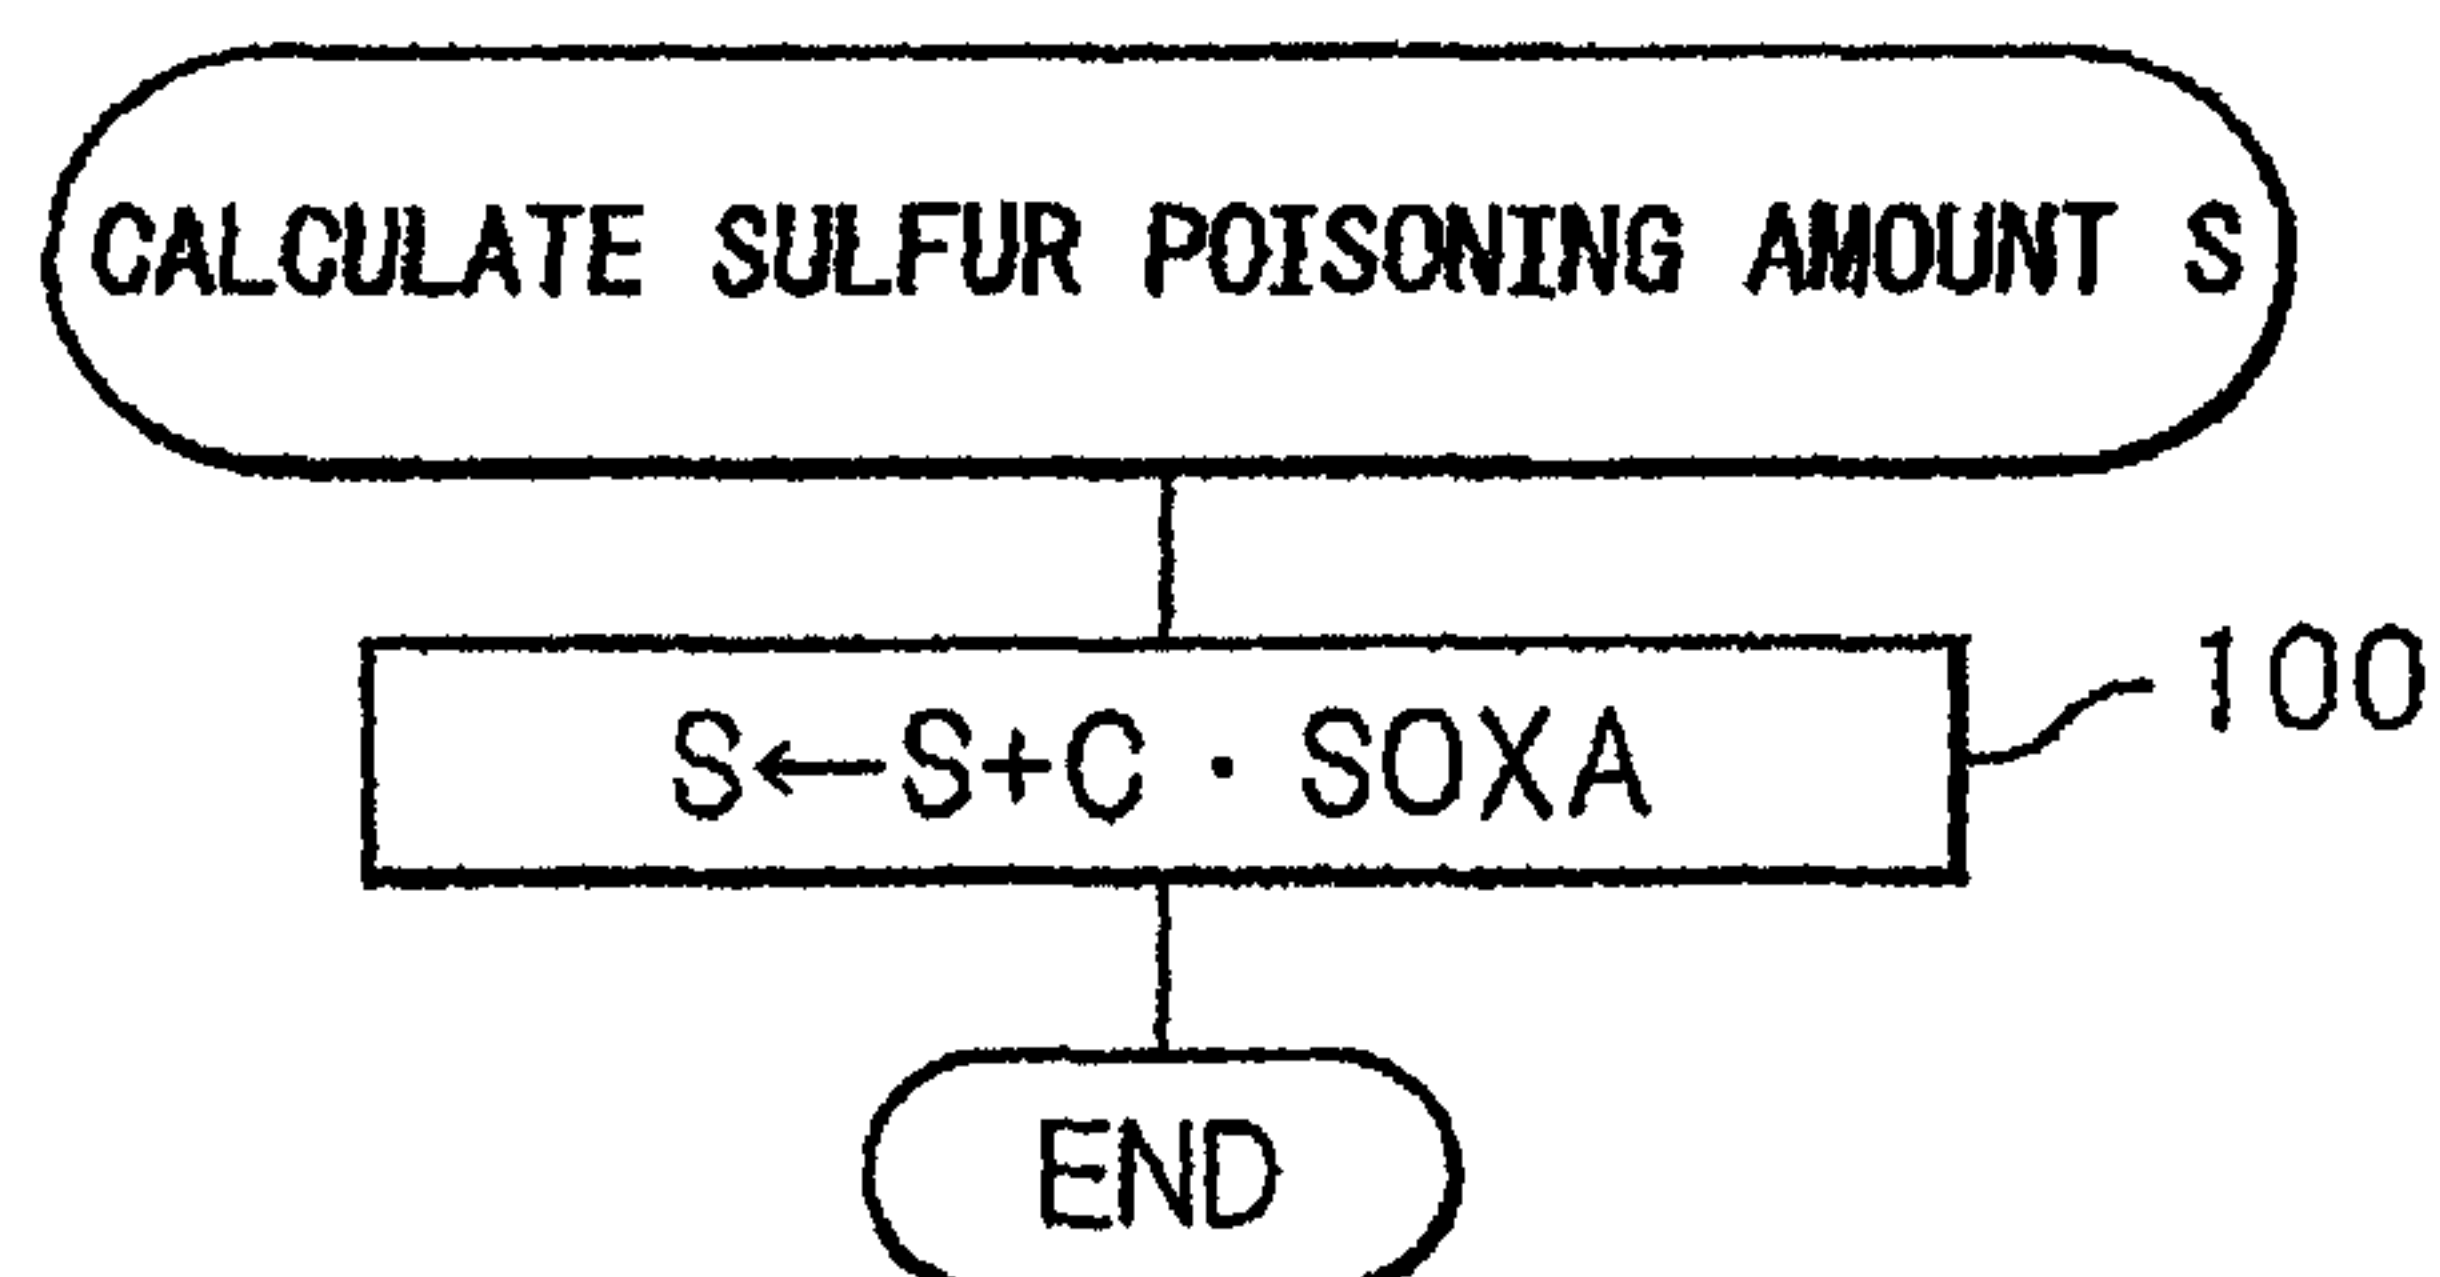 CALCULATE SULFUR POISONING AMOUNT S
100
S←S+C・SOXA
END